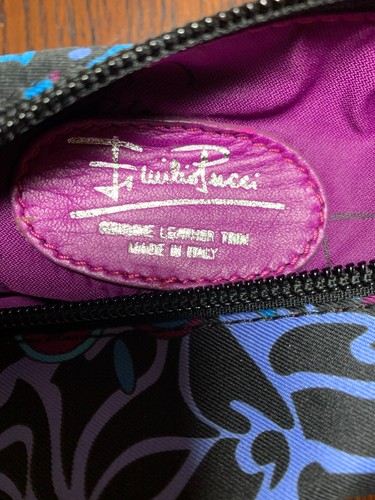 Emilio Pucci
GENUINE LEATHER TRIM
MADE IN ITALY